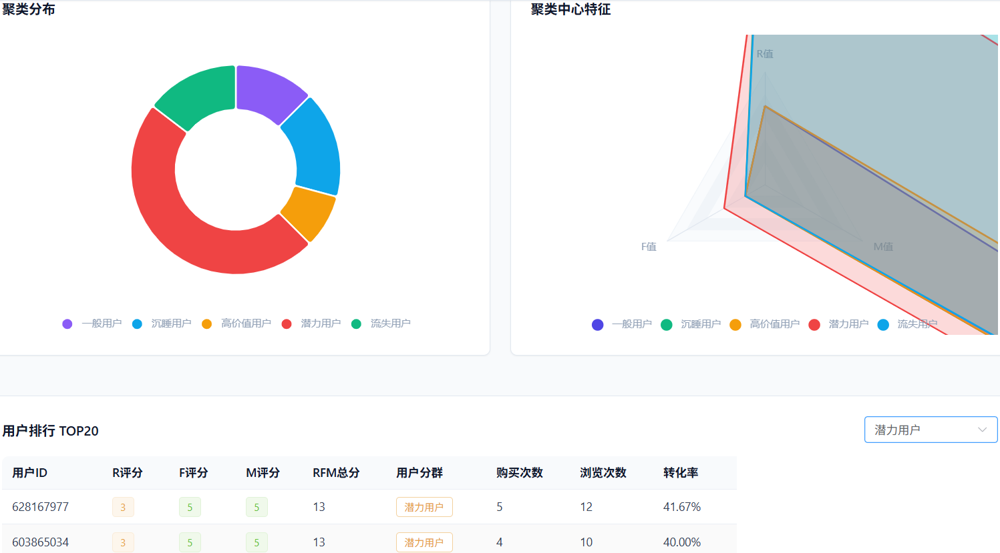 聚类分布
聚类中心特征
R值
F值
M值
一般用户 沉睡用户 高价值用户 潜力用户 流失用户
一般用户 沉睡用户 高价值用户 潜力用户 流失用户
用户排行 TOP20
潜力用户
用户ID R评分 F评分 M评分 RFM总分 用户分群 购买次数 浏览次数 转化率
628167977 3 5 5 13 潜力用户 5 12 41.67%
603865034 3 5 5 13 潜力用户 4 10 40.00%